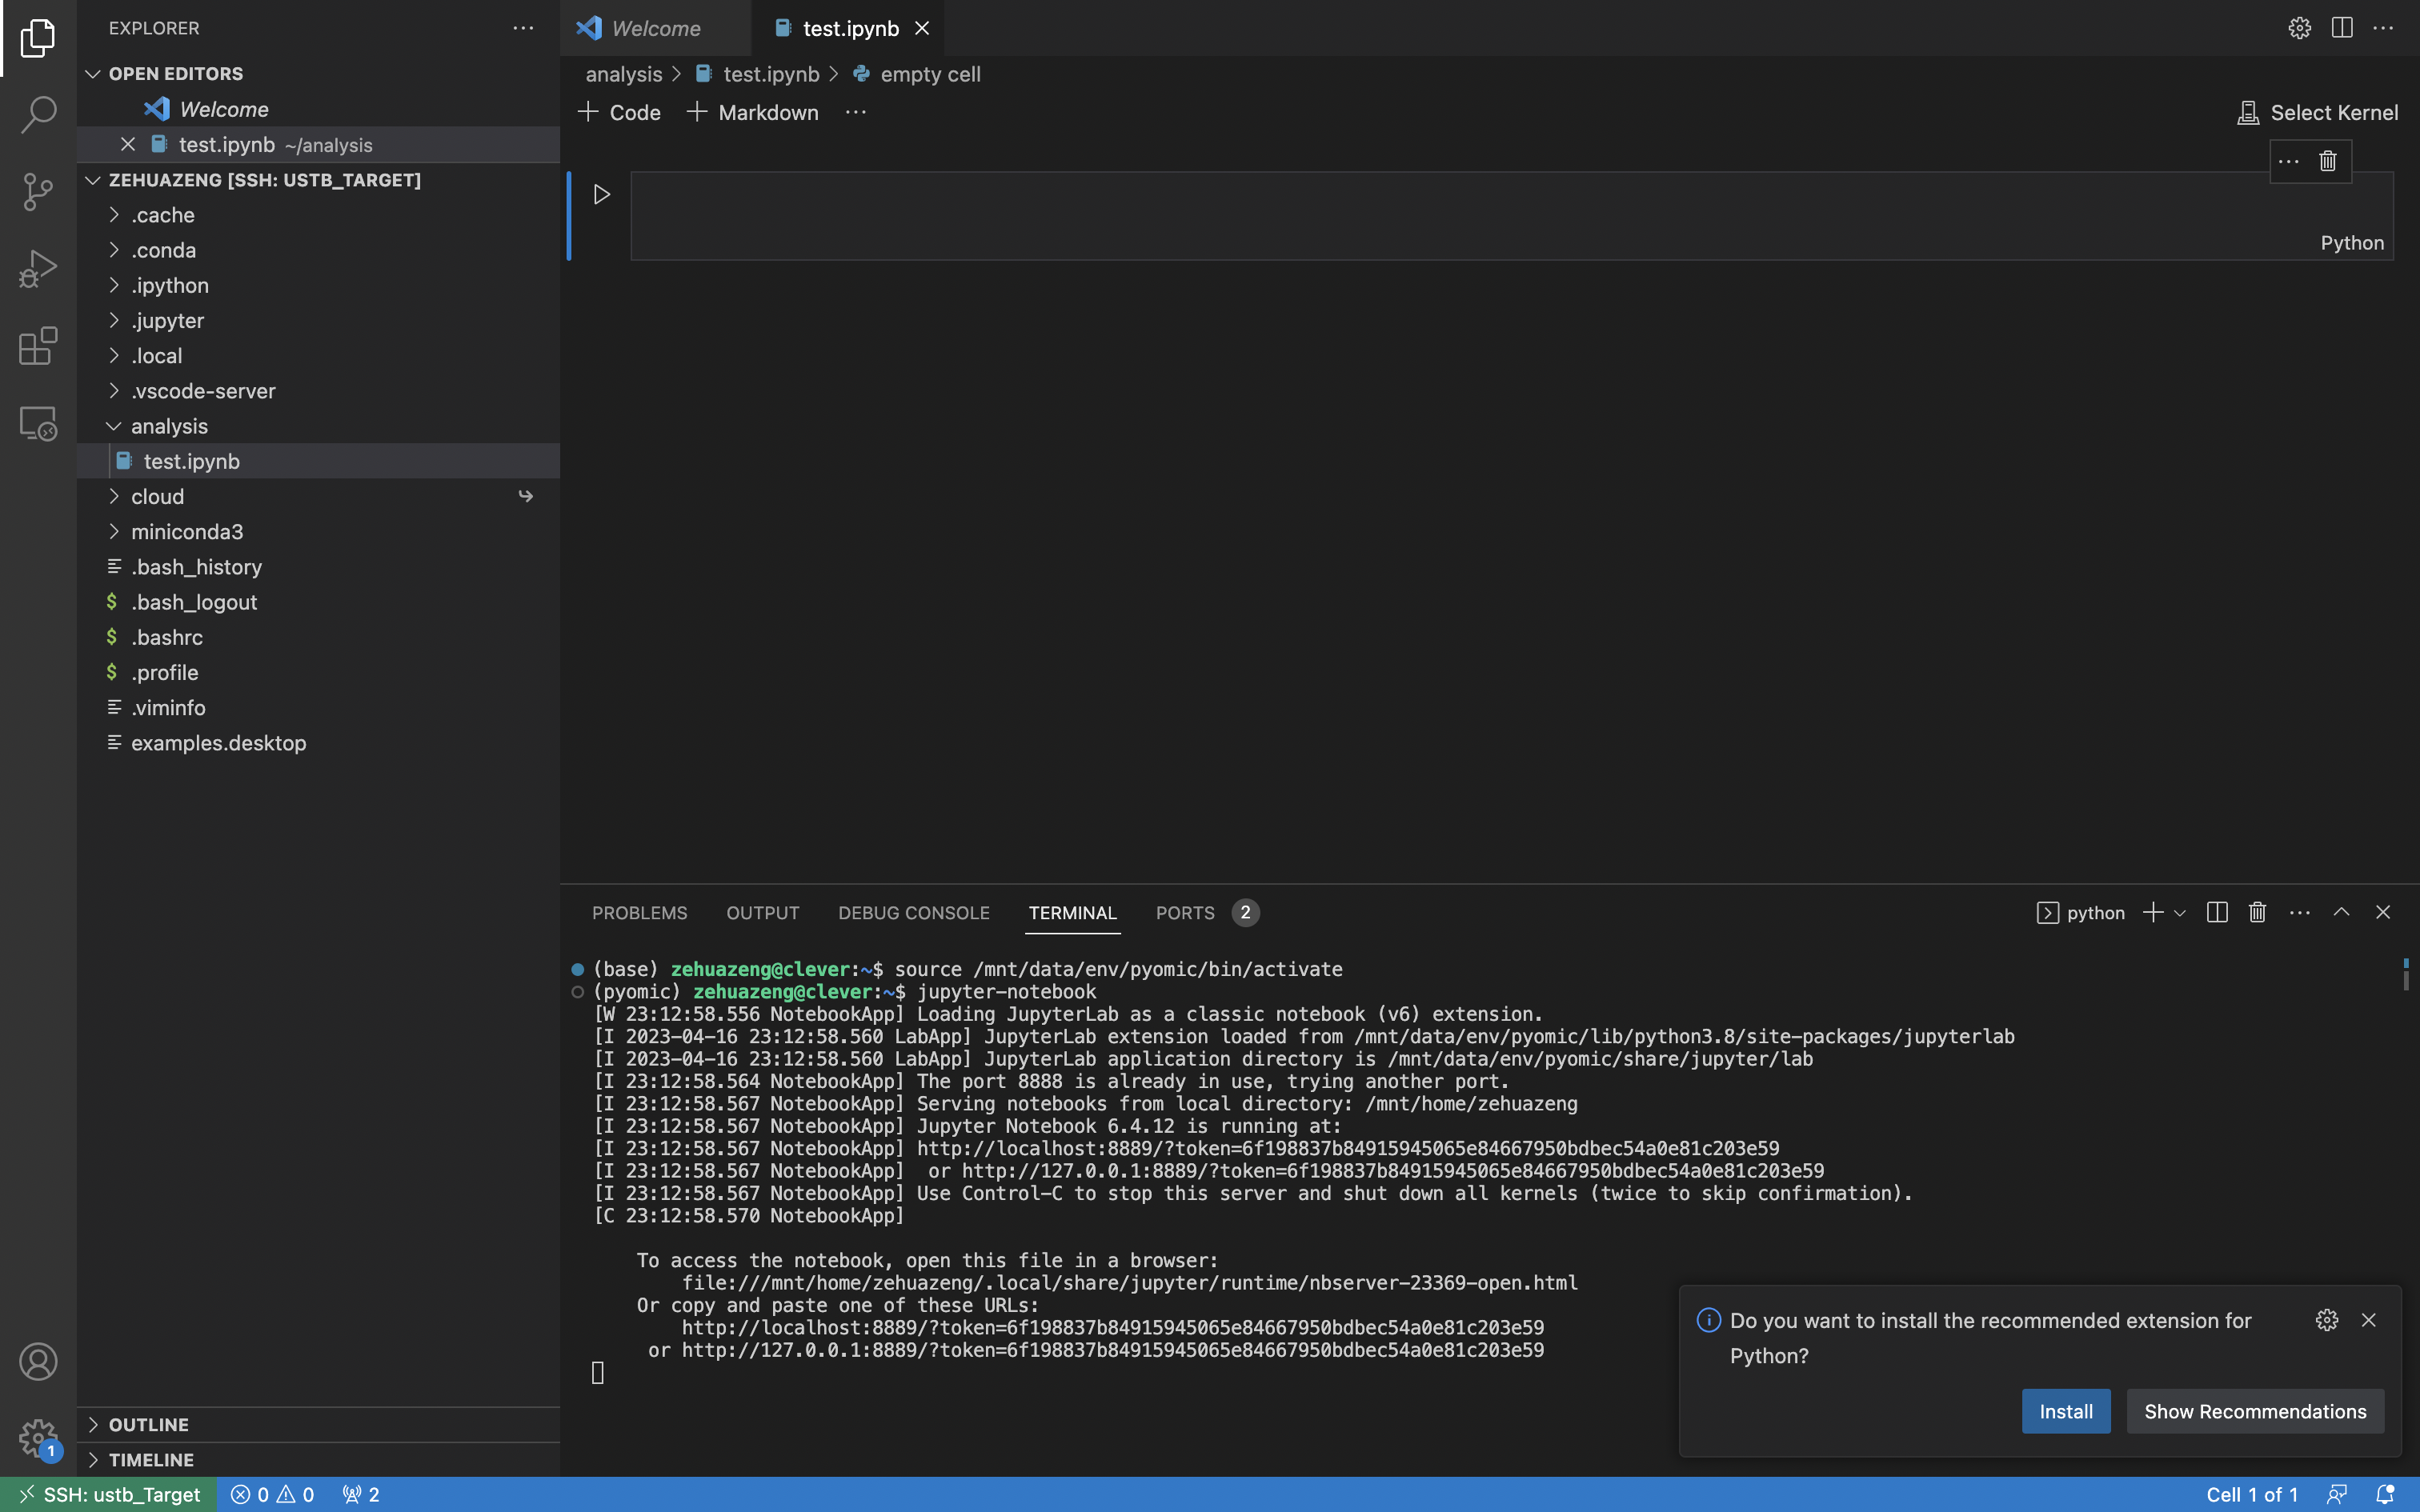 EXPLORER
OPEN EDITORS
Welcome
test.ipynb ~/analysis
ZEHUAZENG [SSH: USTB_TARGET]
.cache
.conda
.ipython
.jupyter
.local
.vscode-server
analysis
test.ipynb
cloud
miniconda3
.bash_history
$ .bash_logout
$ .bashrc
$ .profile
.viminfo
examples.desktop
OUTLINE
TIMELINE
1
Welcome
test.ipynb
analysis > test.ipynb > empty cell
+ Code + Markdown ...
Select Kernel
Python
PROBLEMS OUTPUT DEBUG CONSOLE TERMINAL PORTS 2
python
(base) zehuazeng@clever:~$ source /mnt/data/env/pyomic/bin/activate
(pyomic) zehuazeng@clever:~$ jupyter-notebook
[W 23:12:58.556 NotebookApp] Loading JupyterLab as a classic notebook (v6) extension.
[I 2023-04-16 23:12:58.560 LabApp] JupyterLab extension loaded from /mnt/data/env/pyomic/lib/python3.8/site-packages/jupyterlab
[I 2023-04-16 23:12:58.560 LabApp] JupyterLab application directory is /mnt/data/env/pyomic/share/jupyter/lab
[I 23:12:58.564 NotebookApp] The port 8888 is already in use, trying another port.
[I 23:12:58.567 NotebookApp] Serving notebooks from local directory: /mnt/home/zehuazeng
[I 23:12:58.567 NotebookApp] Jupyter Notebook 6.4.12 is running at:
[I 23:12:58.567 NotebookApp] http://localhost:8889/?token=6f198837b84915945065e84667950bdbec54a0e81c203e59
[I 23:12:58.567 NotebookApp]  or http://127.0.0.1:8889/?token=6f198837b84915945065e84667950bdbec54a0e81c203e59
[I 23:12:58.567 NotebookApp] Use Control-C to stop this server and shut down all kernels (twice to skip confirmation).
[C 23:12:58.570 NotebookApp]
To access the notebook, open this file in a browser:
file:///mnt/home/zehuazeng/.local/share/jupyter/runtime/nbserver-23369-open.html
Or copy and paste one of these URLs:
http://localhost:8889/?token=6f198837b84915945065e84667950bdbec54a0e81c203e59
or http://127.0.0.1:8889/?token=6f198837b84915945065e84667950bdbec54a0e81c203e59
Do you want to install the recommended extension for
Python?
Install Show Recommendations
SSH: ustb_Target 0 0 2
Cell 1 of 1